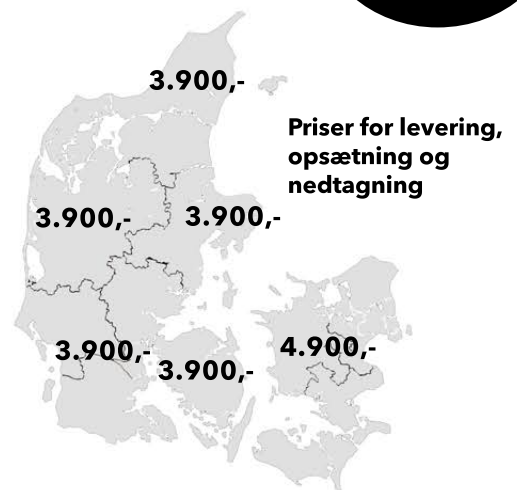 3.900,-
Priser for levering,
opsætning og
nedtagning
3.900,-
3.900,-
3.900,-
3.900,-
4.900,-